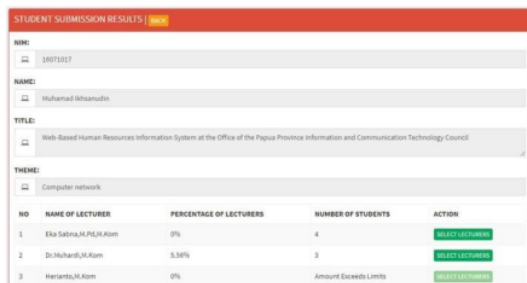 STUDENT SUBMISSION RESULTS | BACK
NIM:
16071017
NAME:
Muhamad Ikhsanudin
TITLE:
Web-Based Human Resources Information System at the Office of the Papua Province Information and Communication Technology Council
THEME:
Computer network
NO NAME OF LECTURER PERCENTAGE OF LECTURERS NUMBER OF STUDENTS ACTION
1 Eka Sabna,M.Pd,M.Kom 0% 4 SELECT LECTURERS
2 Dr.Muhardi,M.Kom 5.56% 3 SELECT LECTURERS
3 Herianto,M.Kom 0% Amount Exceeds Limits SELECT LECTURERS